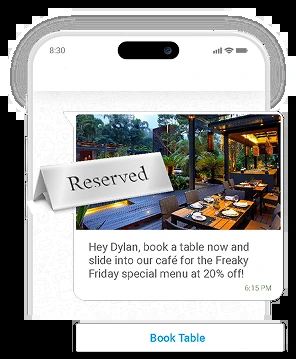 8:30
Reserved
Hey Dylan, book a table now and
slide into our café for the Freaky
Friday special menu at 20% off!
6:15 PM
Book Table